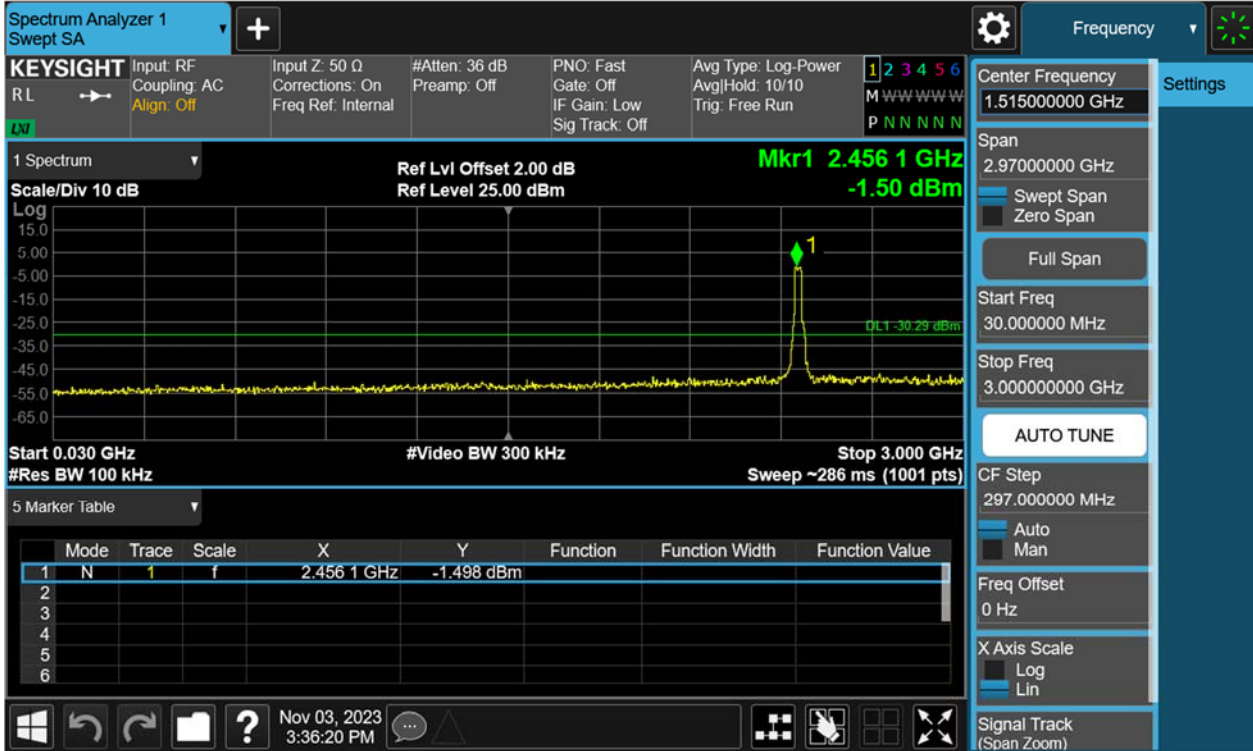 Spectrum Analyzer 1
Swept SA
Frequency
KEYSIGHT
RL
LXI
Input: RF
Coupling: AC
Align: Off
Input Z: 50 Ω
Corrections: On
Freq Ref: Internal
#Atten: 36 dB
Preamp: Off
PNO: Fast
Gate: Off
IF Gain: Low
Sig Track: Off
Avg Type: Log-Power
Avg|Hold: 10/10
Trig: Free Run
1 2 3 4 5 6
M W W W W W
P N N N N N
1 Spectrum
Scale/Div 10 dB
Ref Lvl Offset 2.00 dB
Ref Level 25.00 dBm
Mkr1 2.456 1 GHz
-1.50 dBm
Log
15.0
5.00
-5.00
-15.0
-25.0
-35.0
-45.0
-55.0
-65.0
1
DL1 -30.29 dBm
Start 0.030 GHz
#Res BW 100 kHz
#Video BW 300 kHz
Stop 3.000 GHz
Sweep ~286 ms (1001 pts)
5 Marker Table
Mode Trace Scale X Y Function Function Width Function Value
1 N 1 f 2.456 1 GHz -1.498 dBm
2
3
4
5
6
Nov 03, 2023
3:36:20 PM
Center Frequency
1.515000000 GHz
Settings
Span
2.97000000 GHz
Swept Span
Zero Span
Full Span
Start Freq
30.000000 MHz
Stop Freq
3.000000000 GHz
AUTO TUNE
CF Step
297.000000 MHz
Auto
Man
Freq Offset
0 Hz
X Axis Scale
Log
Lin
Signal Track
(Span Zoom)